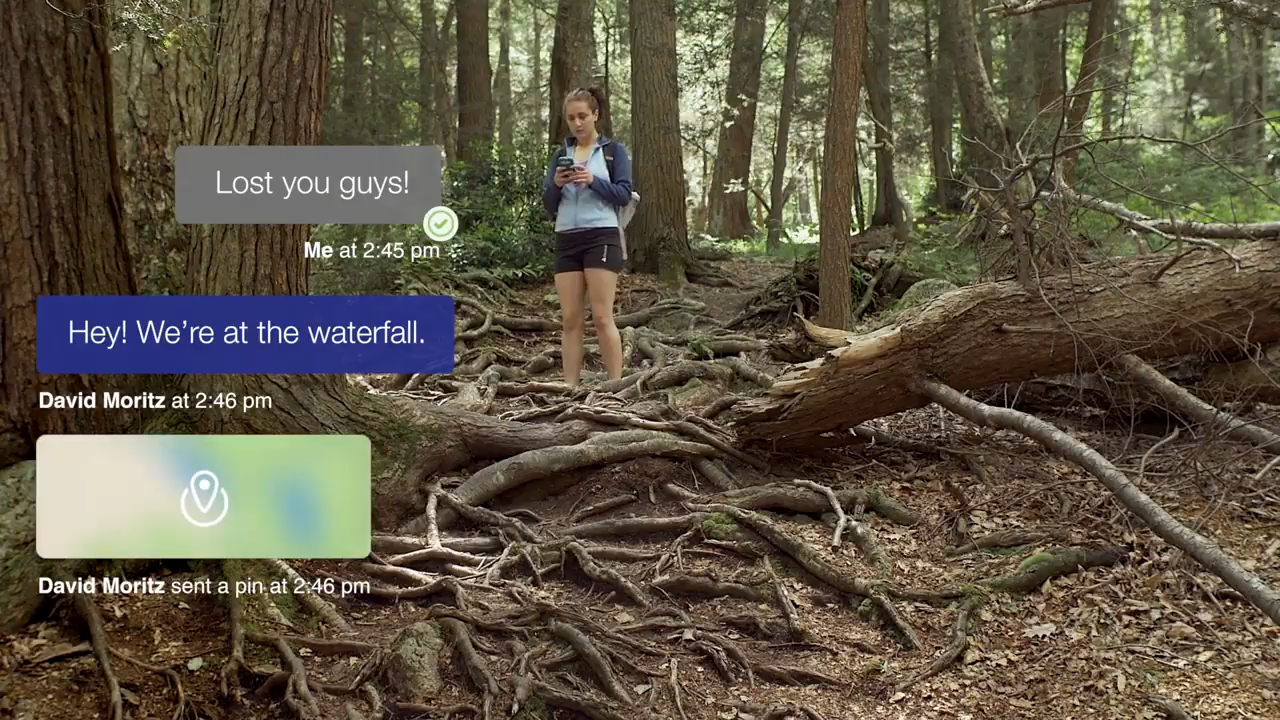 Lost you guys!
Me at 2:45 pm
Hey! We’re at the waterfall.
David Moritz at 2:46 pm
David Moritz sent a pin at 2:46 pm